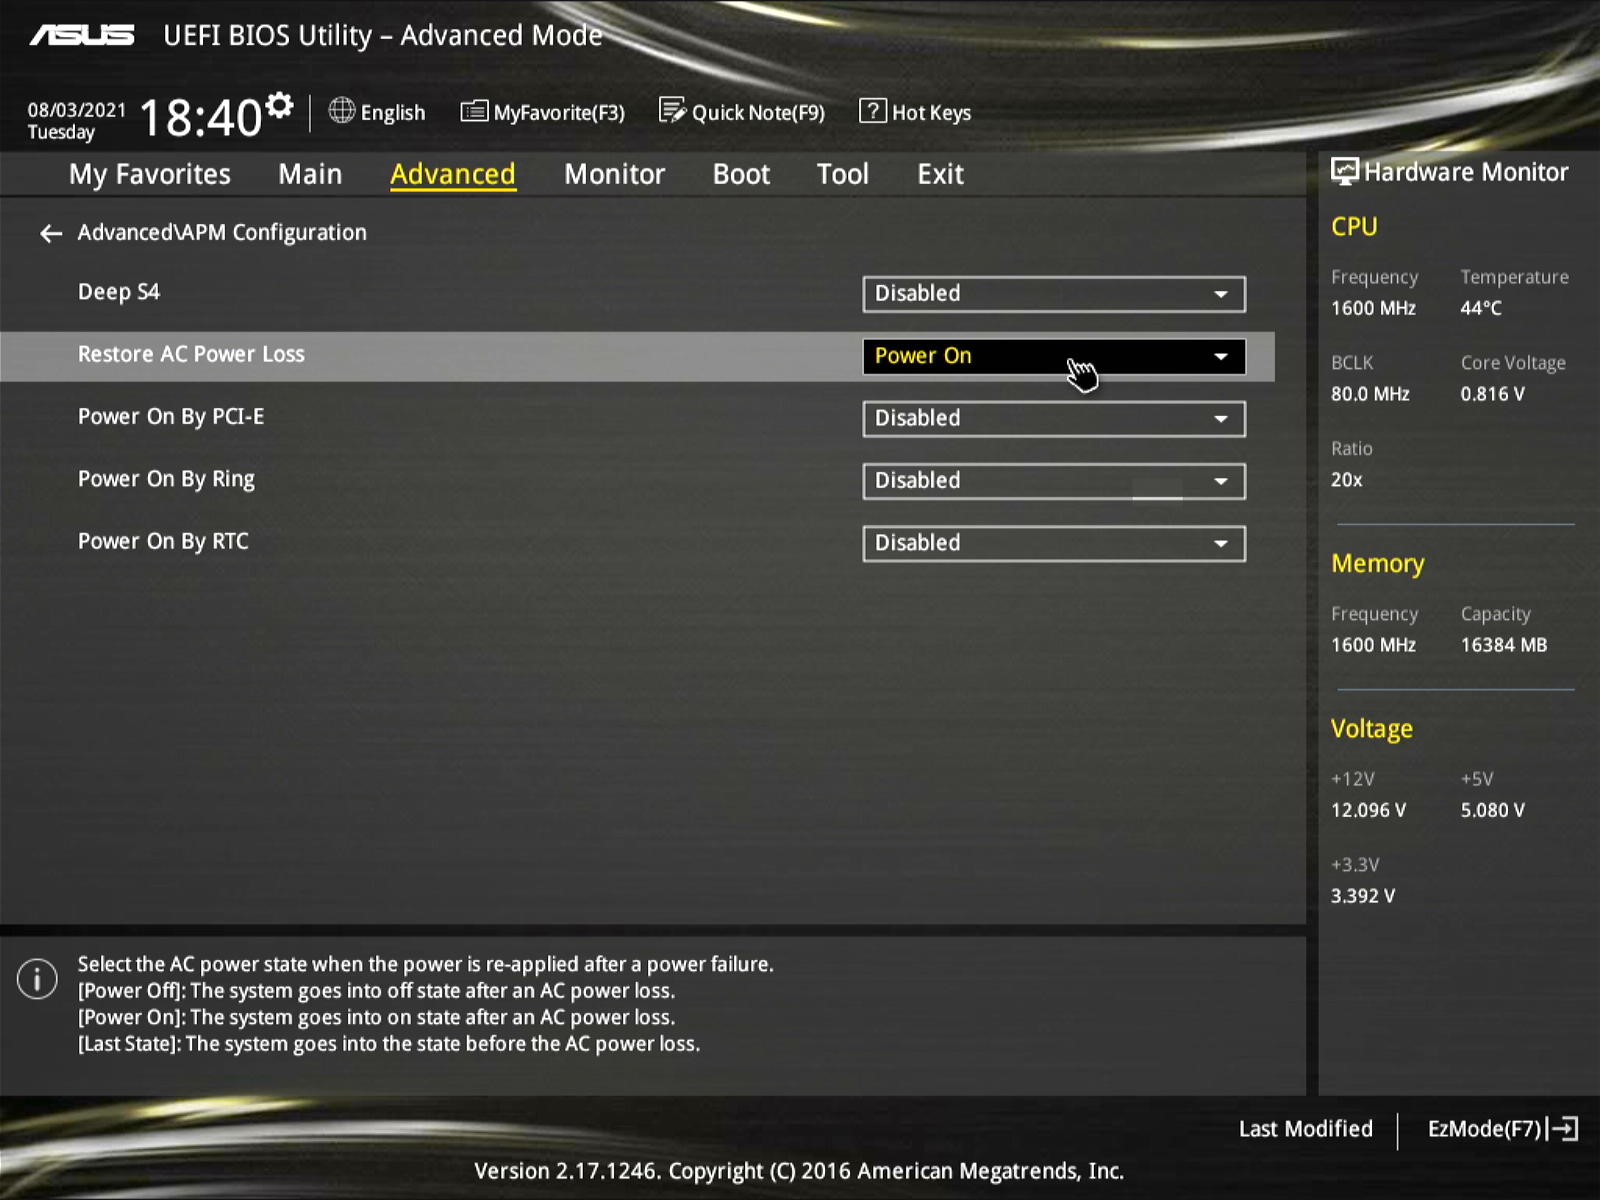 ASUS UEFI BIOS Utility – Advanced Mode
08/03/2021
Tuesday
18:40
English
MyFavorite(F3)
Quick Note(F9)
? Hot Keys
My Favorites Main Advanced Monitor Boot Tool Exit
Advanced\APM Configuration
Deep S4 Disabled
Restore AC Power Loss Power On
Power On By PCI-E Disabled
Power On By Ring Disabled
Power On By RTC Disabled
Select the AC power state when the power is re-applied after a power failure.
[Power Off]: The system goes into off state after an AC power loss.
[Power On]: The system goes into on state after an AC power loss.
[Last State]: The system goes into the state before the AC power loss.
Hardware Monitor
CPU
Frequency Temperature
1600 MHz 44°C
BCLK Core Voltage
80.0 MHz 0.816 V
Ratio
20x
Memory
Frequency Capacity
1600 MHz 16384 MB
Voltage
+12V +5V
12.096 V 5.080 V
+3.3V
3.392 V
Last Modified EzMode(F7)
Version 2.17.1246. Copyright (C) 2016 American Megatrends, Inc.